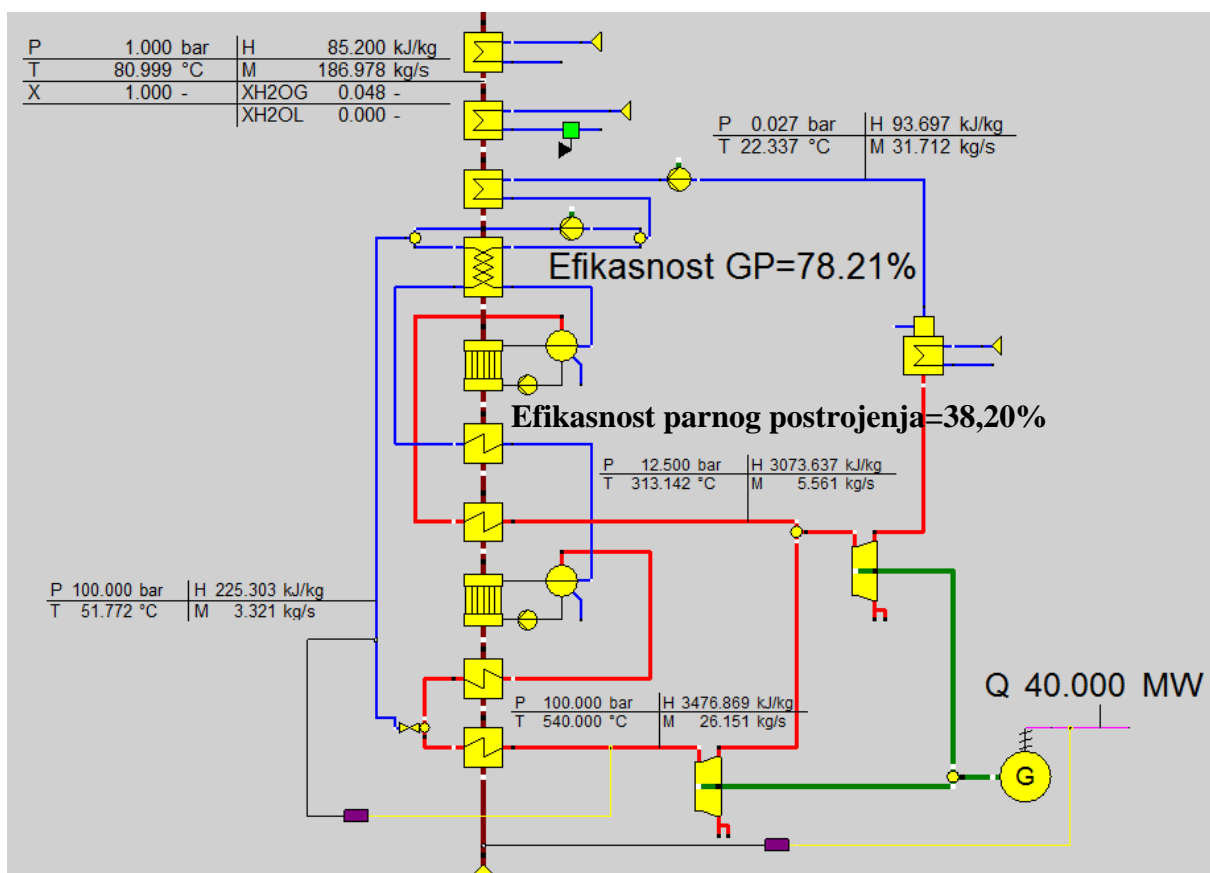 P 1.000 bar H 85.200 kJ/kg
T 80.999 °C M 186.978 kg/s
X 1.000 - XH2OG 0.048 -
XH2OL 0.000 -
P 0.027 bar H 93.697 kJ/kg
T 22.337 °C M 31.712 kg/s
Efikasnost GP=78.21%
Efikasnost parnog postrojenja=38,20%
P 12.500 bar H 3073.637 kJ/kg
T 313.142 °C M 5.561 kg/s
P 100.000 bar H 225.303 kJ/kg
T 51.772 °C M 3.321 kg/s
P 100.000 bar H 3476.869 kJ/kg
T 540.000 °C M 26.151 kg/s
Q 40.000 MW
G